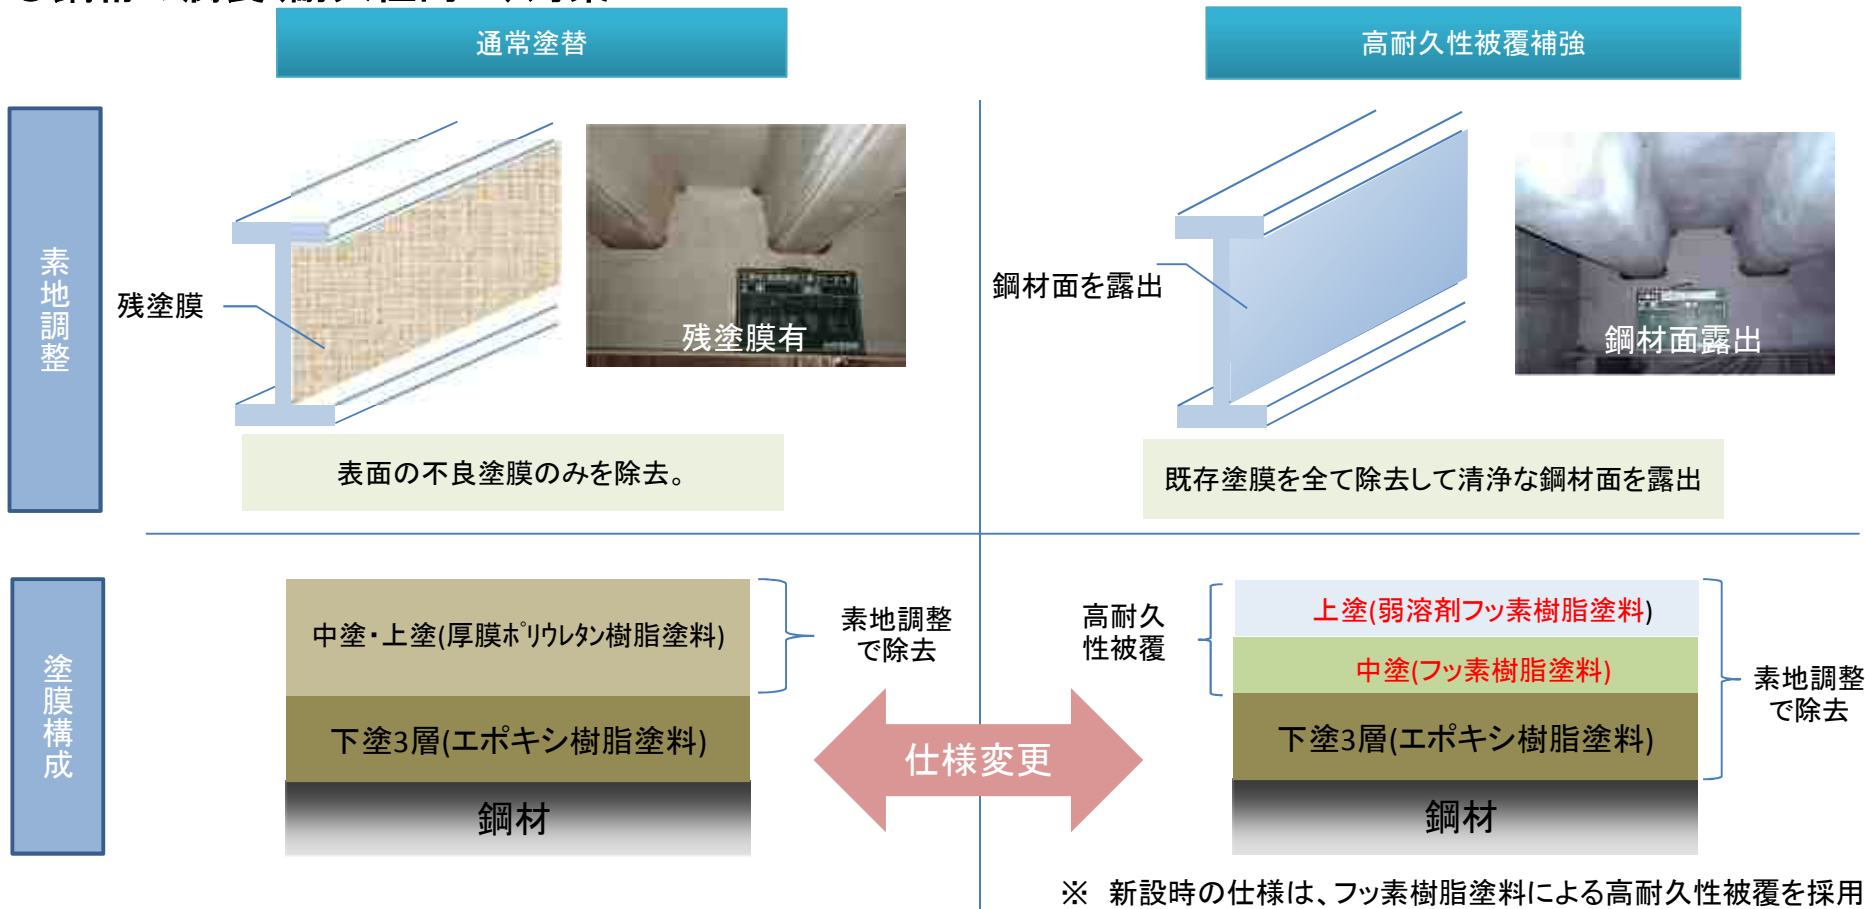 通常塗替
高耐久性被覆補強
素地調整
残塗膜
残塗膜有
鋼材面を露出
鋼材面露出
表面の不良塗膜のみを除去。
既存塗膜を全て除去して清浄な鋼材面を露出
塗膜構成
中塗・上塗(厚膜ﾎﾟﾘｳﾚﾀﾝ樹脂塗料)
下塗3層(エポキシ樹脂塗料)
鋼材
素地調整
で除去
仕様変更
高耐久
性被覆
上塗(弱溶剤フッ素樹脂塗料)
中塗(フッ素樹脂塗料)
下塗3層(エポキシ樹脂塗料)
鋼材
素地調整
で除去
※ 新設時の仕様は、フッ素樹脂塗料による高耐久性被覆を採用